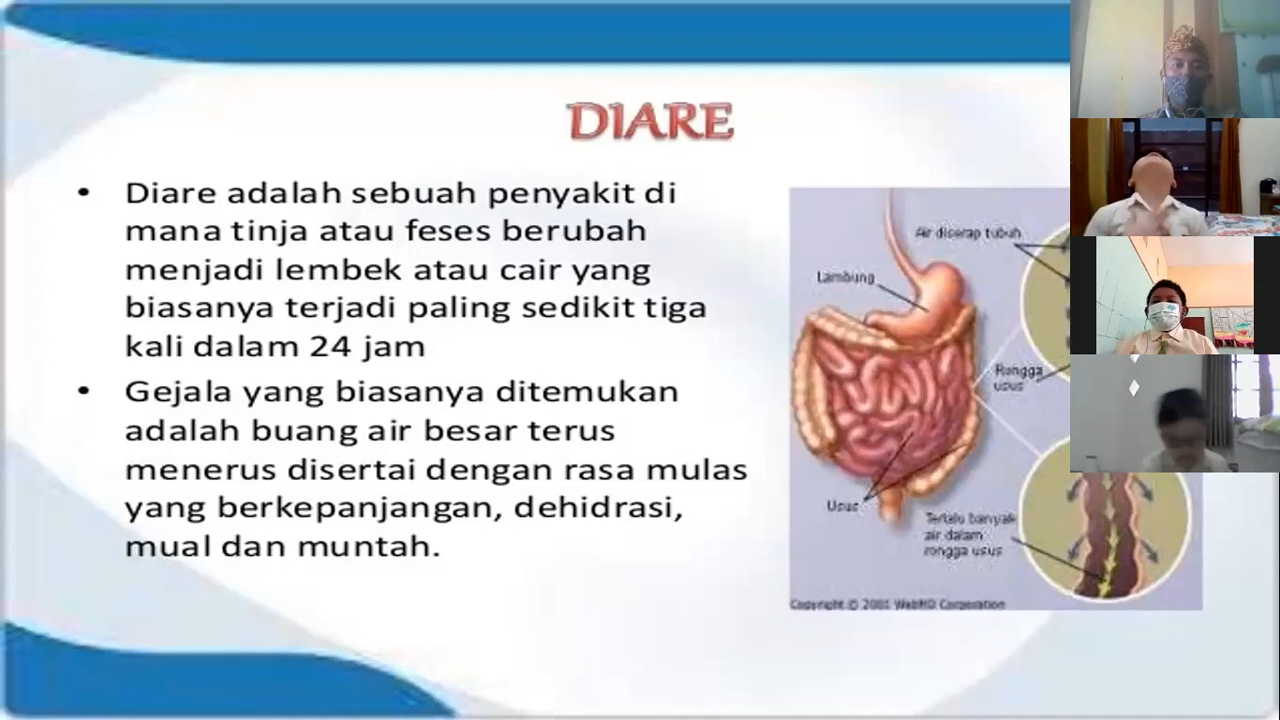 DIARE
• Diare adalah sebuah penyakit di
mana tinja atau feses berubah
menjadi lembek atau cair yang
biasanya terjadi paling sedikit tiga
kali dalam 24 jam
• Gejala yang biasanya ditemukan
adalah buang air besar terus
menerus disertai dengan rasa mulas
yang berkepanjangan, dehidrasi,
mual dan muntah.
Air diserap tubuh
Lambung
Rongga
usus
Usus
Terlalu banyak
air dalam
rongga usus
Copyright © 2001 WebMD Corporation